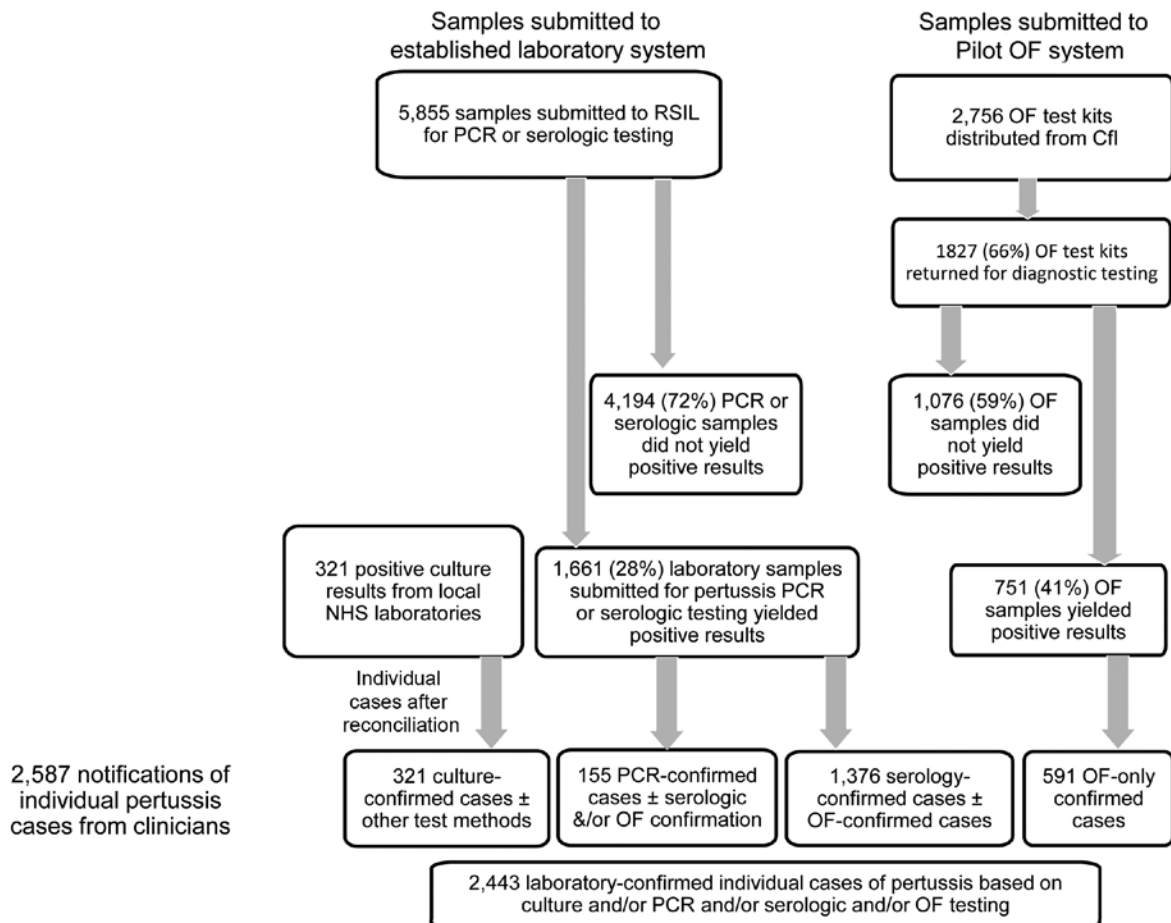 Samples submitted to
established laboratory system
Samples submitted to
Pilot OF system
5,855 samples submitted to RSIL
for PCR or serologic testing
2,756 OF test kits
distributed from CfI
1827 (66%) OF test kits
returned for diagnostic testing
4,194 (72%) PCR or
serologic samples
did not yield
positive results
1,076 (59%) OF
samples did
not yield
positive results
321 positive culture
results from local
NHS laboratories
1,661 (28%) laboratory samples
submitted for pertussis PCR
or serologic testing yielded
positive results
751 (41%) OF
samples yielded
positive results
Individual
cases after
reconciliation
2,587 notifications of
individual pertussis
cases from clinicians
321 culture-
confirmed cases ±
other test methods
155 PCR-confirmed
cases ± serologic
&/or OF confirmation
1,376 serology-
confirmed cases ±
OF-confirmed cases
591 OF-only
confirmed
cases
2,443 laboratory-confirmed individual cases of pertussis based on
culture and/or PCR and/or serologic and/or OF testing